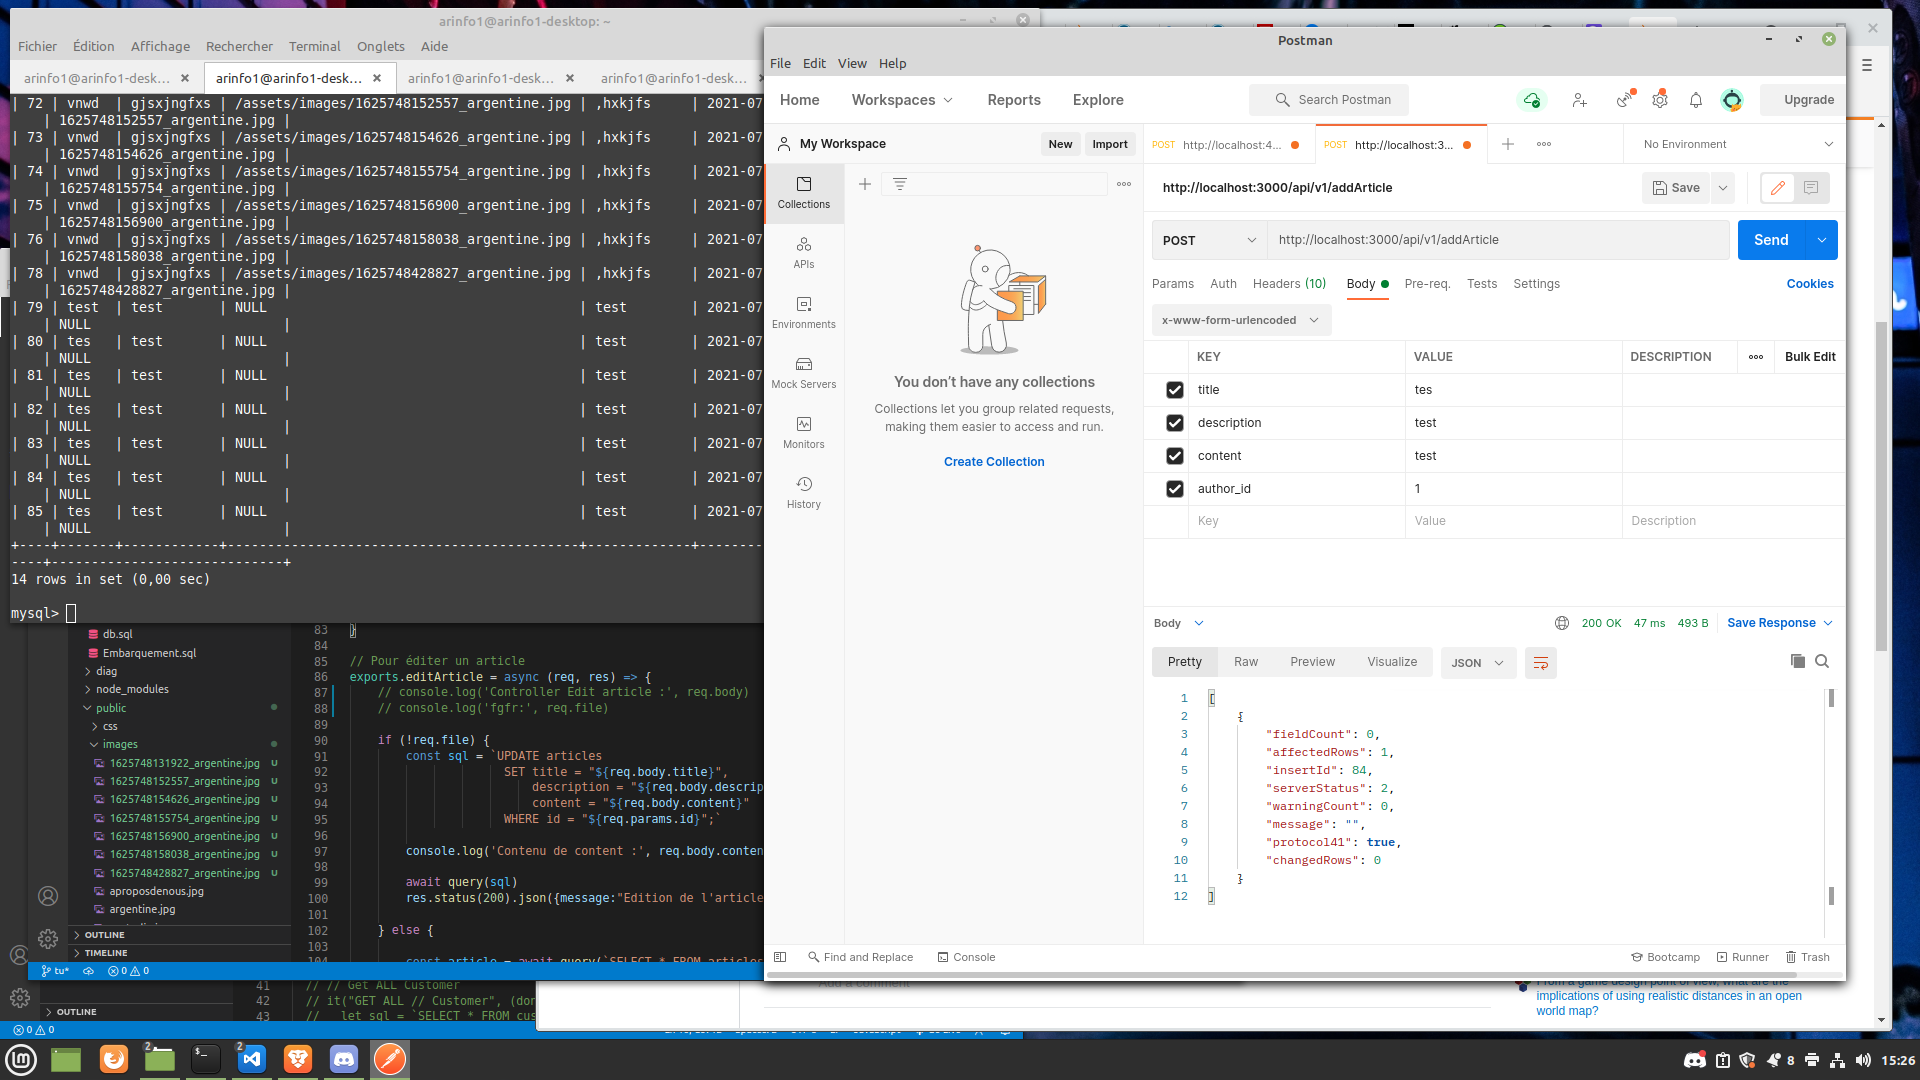 arinfo1@arinfo1-desktop: ~
Fichier Édition Affichage Rechercher Terminal Onglets Aide
arinfo1@arinfo1-desk… × arinfo1@arinfo1-desk… × arinfo1@arinfo1-desk… × arinfo1@arinfo1-desk…
| 72 | vnwd | gjsxjngfxs | /assets/images/1625748152557_argentine.jpg | ,hxkjfs | 2021-07
| 1625748152557_argentine.jpg |
| 73 | vnwd | gjsxjngfxs | /assets/images/1625748154626_argentine.jpg | ,hxkjfs | 2021-07
| 1625748154626_argentine.jpg |
| 74 | vnwd | gjsxjngfxs | /assets/images/1625748155754_argentine.jpg | ,hxkjfs | 2021-07
| 1625748155754_argentine.jpg |
| 75 | vnwd | gjsxjngfxs | /assets/images/1625748156900_argentine.jpg | ,hxkjfs | 2021-07
| 1625748156900_argentine.jpg |
| 76 | vnwd | gjsxjngfxs | /assets/images/1625748158038_argentine.jpg | ,hxkjfs | 2021-07
| 1625748158038_argentine.jpg |
| 78 | vnwd | gjsxjngfxs | /assets/images/1625748428827_argentine.jpg | ,hxkjfs | 2021-07
| 1625748428827_argentine.jpg |
| 79 | test | test | NULL | test | 2021-07
| NULL |
| 80 | tes | test | NULL | test | 2021-07
| NULL |
| 81 | tes | test | NULL | test | 2021-07
| NULL |
| 82 | tes | test | NULL | test | 2021-07
| NULL |
| 83 | tes | test | NULL | test | 2021-07
| NULL |
| 84 | tes | test | NULL | test | 2021-07
| NULL |
| 85 | tes | test | NULL | test | 2021-07
| NULL |
+----+-------+------------+--------------------------------------------+-------------+--------
----+-----------------------------+
14 rows in set (0,00 sec)
mysql>
db.sql
Embarquement.sql
diag
node_modules
public
css
images
1625748131922_argentine.jpg U
1625748152557_argentine.jpg U
1625748154626_argentine.jpg U
1625748155754_argentine.jpg U
1625748156900_argentine.jpg U
1625748158038_argentine.jpg U
1625748428827_argentine.jpg U
aproposdenous.jpg
argentine.jpg
OUTLINE
TIMELINE
83 }
84
85 // Pour éditer un article
86 exports.editArticle = async (req, res) => {
87 // console.log('Controller Edit article :', req.body)
88 // console.log('fgfr:', req.file)
89
90 if (!req.file) {
91 const sql = `UPDATE articles
92 SET title = "${req.body.title}",
93 description = "${req.body.descrip
94 content = "${req.body.content}"
95 WHERE id = "${req.params.id}";`
96
97 console.log('Contenu de content :', req.body.conten
98
99 await query(sql)
100 res.status(200).json({message:"Edition de l'article
101
102 } else {
103
104 const article = await query(`SELECT * FROM articles
tu* 0 0
41 // // Get ALL Customer
42 // it("GET ALL // Customer", (don
43 // let sql = `SELECT * FROM cus
OUTLINE
0 0
Postman
File Edit View Help
Home Workspaces Reports Explore Search Postman Upgrade
My Workspace New Import
Collections
APIs
Environments
Mock Servers
Monitors
History
You don't have any collections
Collections let you group related requests,
making them easier to access and run.
Create Collection
POST http://localhost:4… POST http://localhost:3… No Environment
http://localhost:3000/api/v1/addArticle Save
POST http://localhost:3000/api/v1/addArticle Send
Params Auth Headers (10) Body Pre-req. Tests Settings Cookies
x-www-form-urlencoded
KEY VALUE DESCRIPTION Bulk Edit
title tes
description test
content test
author_id 1
Key Value Description
Body 200 OK 47 ms 493 B Save Response
Pretty Raw Preview Visualize JSON
1 [
2 {
3 "fieldCount": 0,
4 "affectedRows": 1,
5 "insertId": 84,
6 "serverStatus": 2,
7 "warningCount": 0,
8 "message": "",
9 "protocol41": true,
10 "changedRows": 0
11 }
12 ]
Find and Replace Console Bootcamp Runner Trash
Add a comment
From a game design point of view, what are the
implications of using realistic distances in an open
world map?
2 2 8 15:26